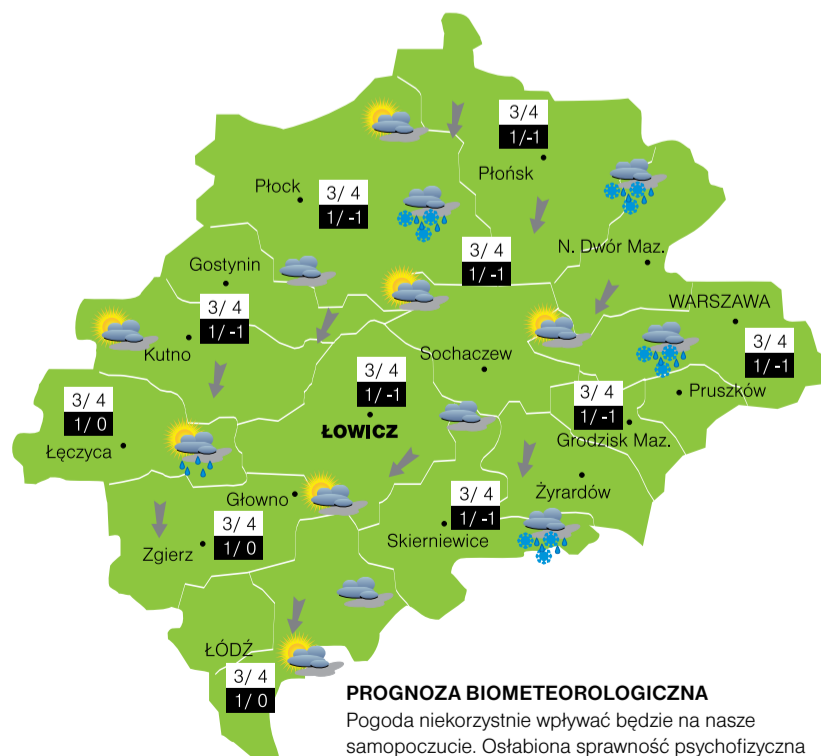 3/4
1/-1
Płońsk
Płock
3/ 4
1/ -1
3/ 4
1/ -1
N. Dwór Maz.
Gostynin
3/ 4
1/ -1
Kutno
WARSZAWA
3/ 4
1/ -1
Sochaczew
3/ 4
1/ -1
ŁOWICZ
Pruszków
3/ 4
1/ -1
Grodzisk Maz.
3/ 4
1/ 0
Łęczyca
Głowno
Żyrardów
3/ 4
1/ -1
Skierniewice
3/ 4
1/ 0
Zgierz
ŁÓDŹ
3/ 4
1/ 0
PROGNOZA BIOMETEOROLOGICZNA
Pogoda niekorzystnie wpływać będzie na nasze
samopoczucie. Osłabiona sprawność psychofizyczna